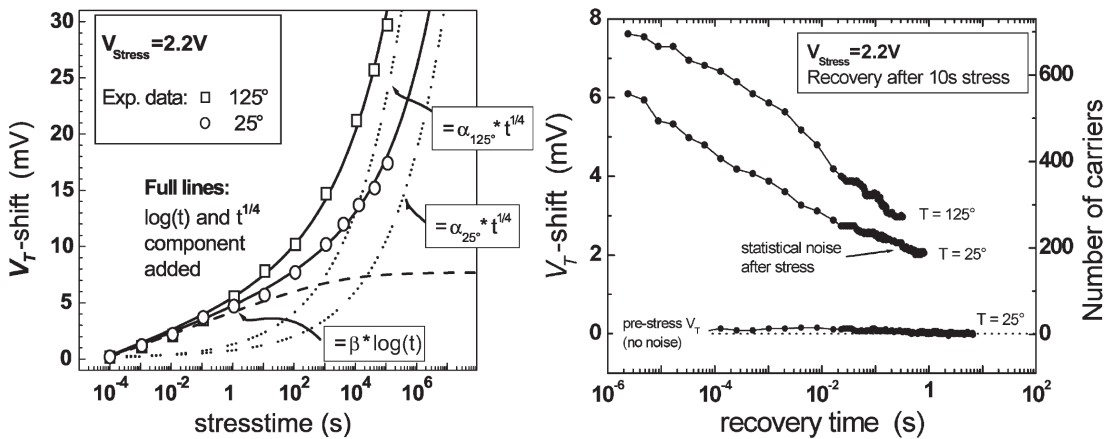 V_Stress=2.2V
Exp. data: □ 125°
○ 25°
Full lines:
log(t) and t^1/4
component
added
=α_125°* t^1/4
=α_25°* t^1/4
=β*log(t)
30
25
20
15
10
5
0
V_T-shift (mV)
10^-4
10^-2
1
10^2
10^4
10^6
stresstime (s)
V_Stress=2.2V
Recovery after 10s stress
8
6
4
2
0
V_T-shift (mV)
600
400
200
0
Number of carriers
T = 125°
T = 25°
statistical noise
after stress
pre-stress V_T
(no noise)
T = 25°
10^-6
10^-4
10^-2
1
10^2
recovery time (s)